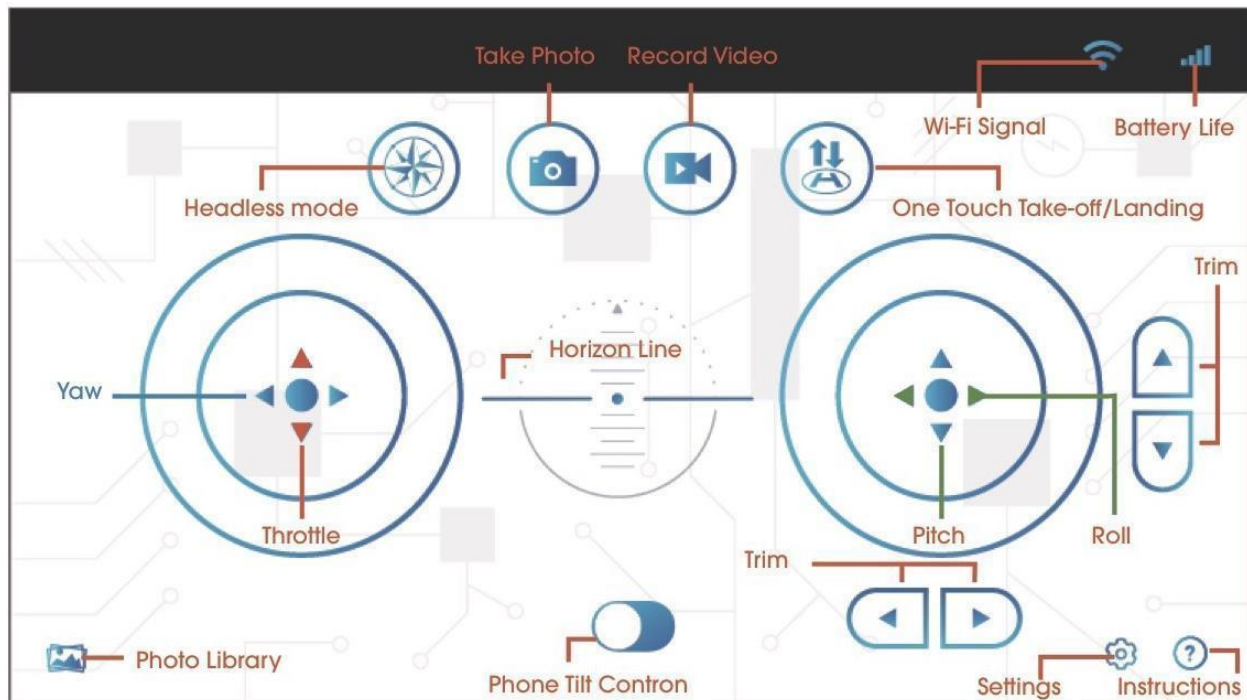 Take Photo
Record Video
Wi-Fi Signal
Battery Life
Headless mode
One Touch Take-off/Landing
Trim
Horizon Line
Yaw
Throttle
Pitch
Roll
Trim
Photo Library
Phone Tilt Contron
Settings
?
Instructions